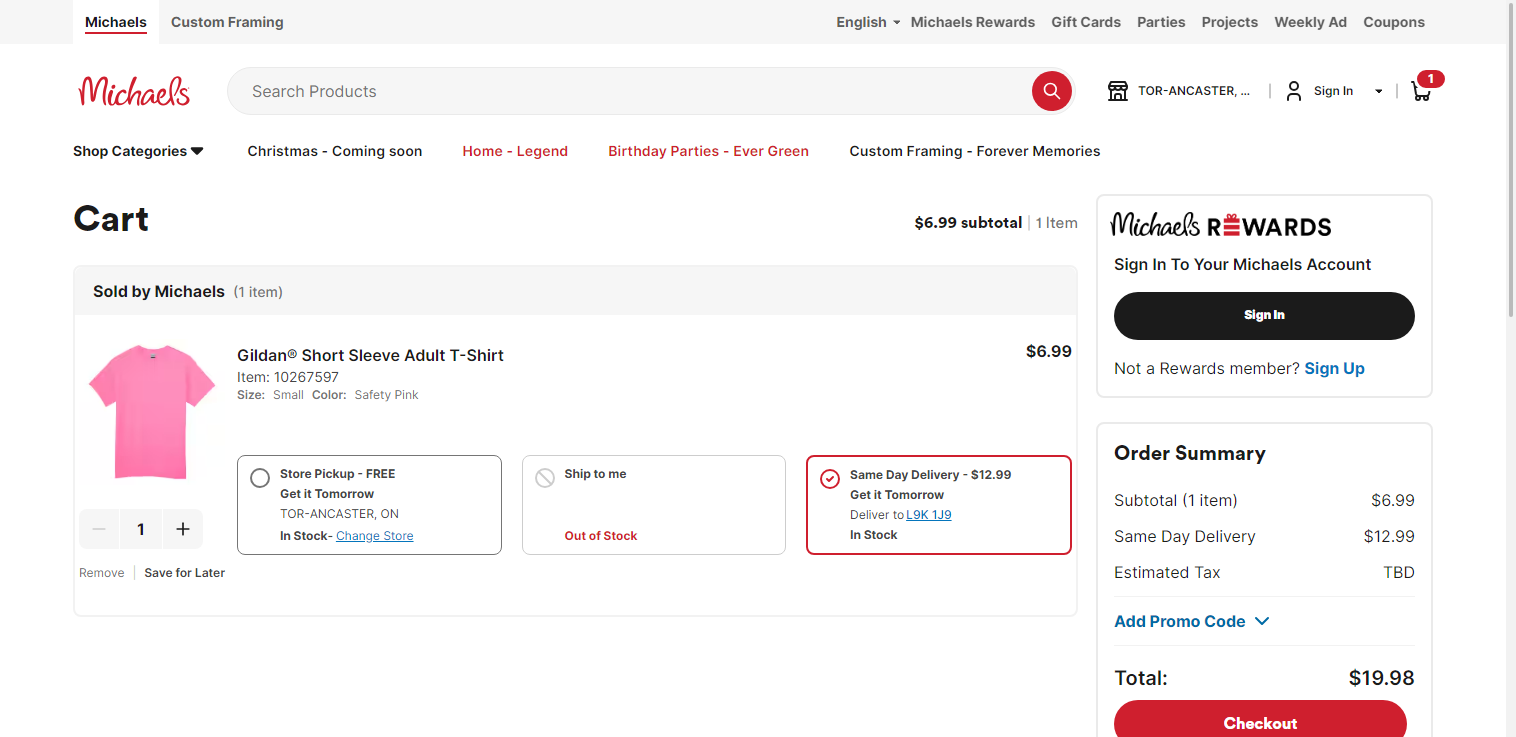 Michaels Custom Framing English Michaels Rewards Gift Cards Parties Projects Weekly Ad Coupons
Michaels Search Products TOR-ANCASTER, ... Sign In 1
Shop Categories Christmas - Coming soon Home - Legend Birthday Parties - Ever Green Custom Framing - Forever Memories
Cart
$6.99 subtotal | 1 Item
Sold by Michaels (1 item)
Gildan® Short Sleeve Adult T-Shirt $6.99
Item: 10267597
Size: Small Color: Safety Pink
Store Pickup - FREE
Get it Tomorrow
TOR-ANCASTER, ON
In Stock- Change Store
Ship to me
Out of Stock
Same Day Delivery - $12.99
Get it Tomorrow
Deliver to L9K 1J9
In Stock
1
Remove Save for Later
Michaels REWARDS
Sign In To Your Michaels Account
Sign In
Not a Rewards member? Sign Up
Order Summary
Subtotal (1 item) $6.99
Same Day Delivery $12.99
Estimated Tax TBD
Add Promo Code
Total: $19.98
Checkout